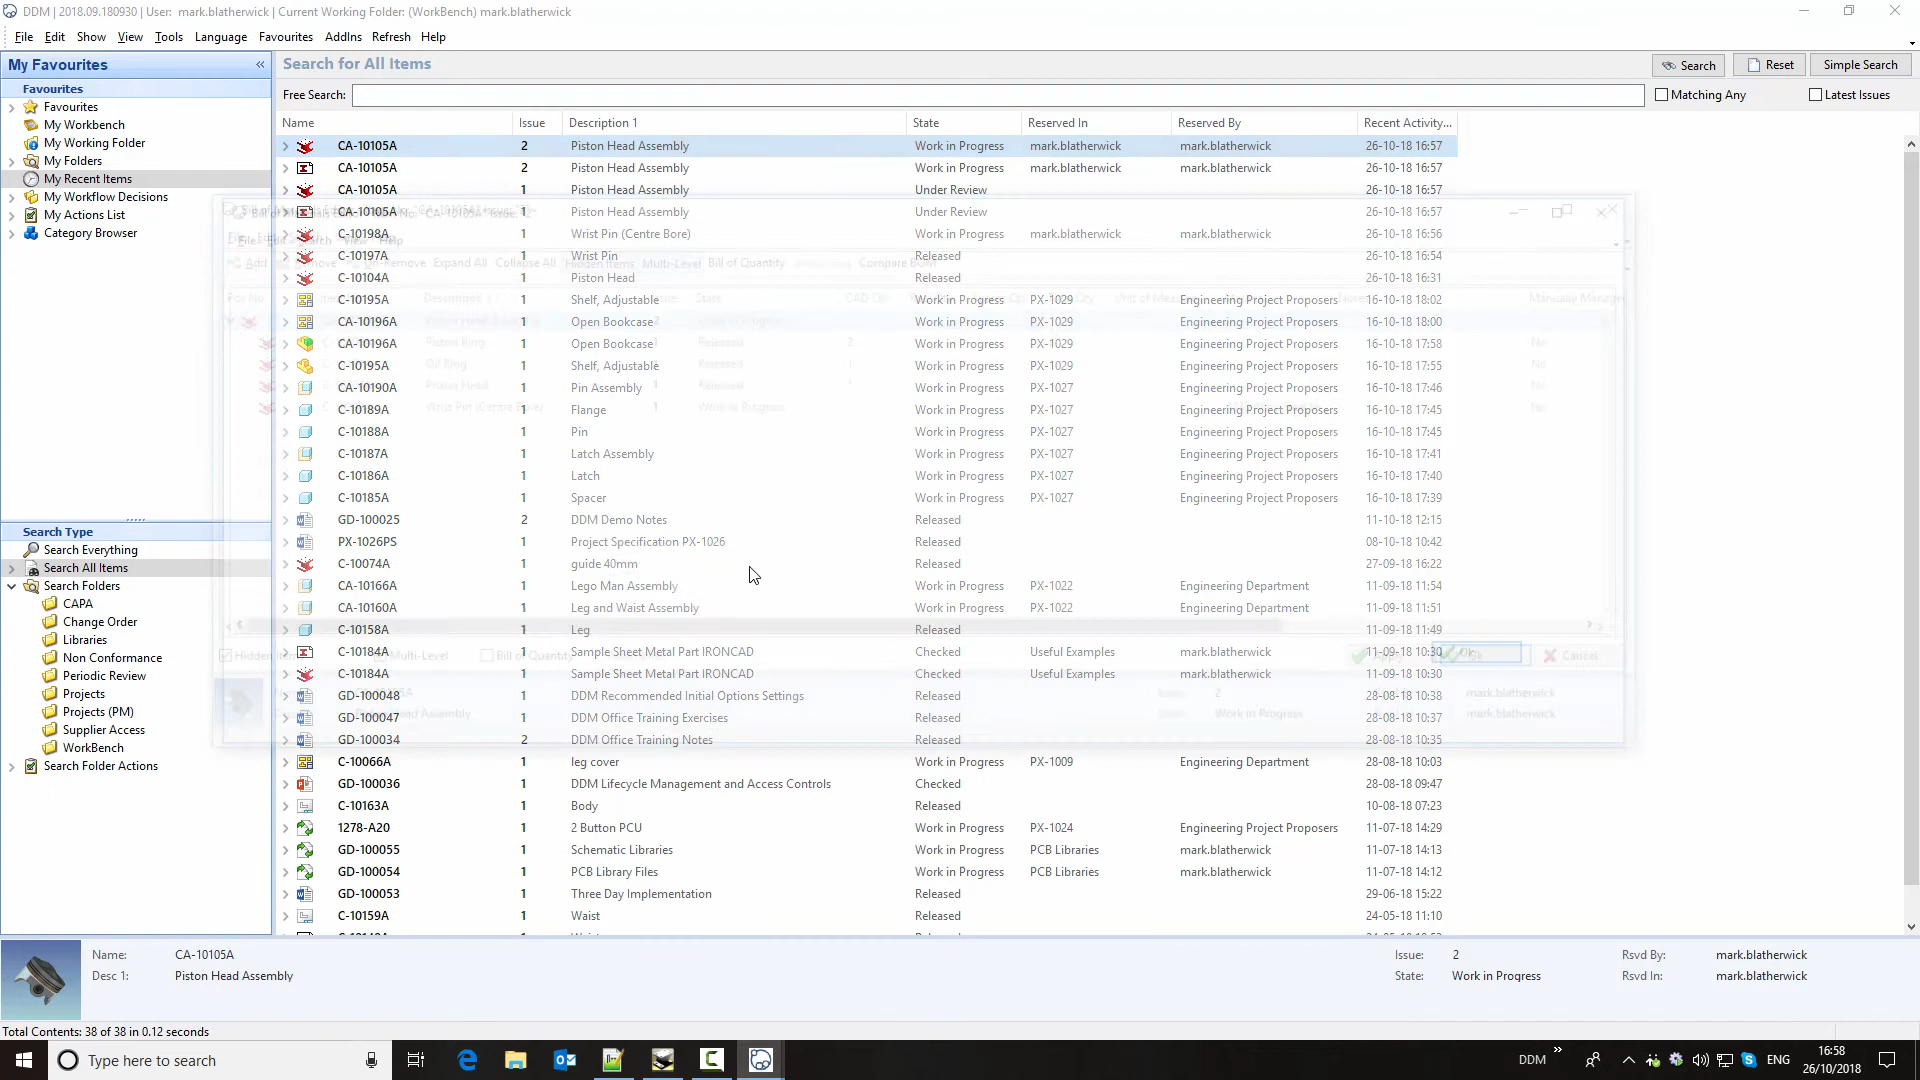 DDM | 2018.09.180930 | User: mark.blatherwick | Current Working Folder: (WorkBench) mark.blatherwick
File Edit Show View Tools Language Favourites AddIns Refresh Help
My Favourites «
Search for All Items
Search Reset Simple Search
Favourites
Free Search: Matching Any Latest Issues
Favourites
My Workbench
My Working Folder
My Folders
My Recent Items
My Workflow Decisions
My Actions List
Category Browser
Name Issue Description 1 State Reserved In Reserved By Recent Activity...
CA-10105A 2 Piston Head Assembly Work in Progress mark.blatherwick mark.blatherwick 26-10-18 16:57
CA-10105A 2 Piston Head Assembly Work in Progress mark.blatherwick mark.blatherwick 26-10-18 16:57
CA-10105A 1 Piston Head Assembly Under Review 26-10-18 16:57
CA-10105A 1 Piston Head Assembly Under Review 26-10-18 16:57
C-10198A 1 Wrist Pin (Centre Bore) Work in Progress mark.blatherwick mark.blatherwick 26-10-18 16:56
C-10197A 1 Wrist Pin Released 26-10-18 16:54
C-10104A 1 Piston Head Released 26-10-18 16:31
C-10195A 1 Shelf, Adjustable Work in Progress PX-1029 Engineering Project Proposers 16-10-18 18:02
CA-10196A 1 Open Bookcase Work in Progress PX-1029 Engineering Project Proposers 16-10-18 18:00
CA-10196A 1 Open Bookcase Work in Progress PX-1029 Engineering Project Proposers 16-10-18 17:58
C-10195A 1 Shelf, Adjustable Work in Progress PX-1029 Engineering Project Proposers 16-10-18 17:55
CA-10190A 1 Pin Assembly Work in Progress PX-1027 Engineering Project Proposers 16-10-18 17:46
C-10189A 1 Flange Work in Progress PX-1027 Engineering Project Proposers 16-10-18 17:45
C-10188A 1 Pin Work in Progress PX-1027 Engineering Project Proposers 16-10-18 17:45
C-10187A 1 Latch Assembly Work in Progress PX-1027 Engineering Project Proposers 16-10-18 17:41
C-10186A 1 Latch Work in Progress PX-1027 Engineering Project Proposers 16-10-18 17:40
C-10185A 1 Spacer Work in Progress PX-1027 Engineering Project Proposers 16-10-18 17:39
GD-100025 2 DDM Demo Notes Released 11-10-18 12:15
PX-1026PS 1 Project Specification PX-1026 Released 08-10-18 10:42
C-10074A 1 guide 40mm Released 27-09-18 16:22
CA-10166A 1 Lego Man Assembly Work in Progress PX-1022 Engineering Department 11-09-18 11:54
CA-10160A 1 Leg and Waist Assembly Work in Progress PX-1022 Engineering Department 11-09-18 11:51
C-10158A 1 Leg Released 11-09-18 11:49
C-10184A 1 Sample Sheet Metal Part IRONCAD Checked Useful Examples mark.blatherwick 11-09-18 10:30
C-10184A 1 Sample Sheet Metal Part IRONCAD Checked Useful Examples mark.blatherwick 11-09-18 10:30
GD-100048 1 DDM Recommended Initial Options Settings Released 28-08-18 10:38
GD-100047 1 DDM Office Training Exercises Released 28-08-18 10:37
GD-100034 2 DDM Office Training Notes Released 28-08-18 10:35
C-10066A 1 leg cover Work in Progress PX-1009 Engineering Department 28-08-18 10:03
GD-100036 1 DDM Lifecycle Management and Access Controls Checked 28-08-18 09:47
C-10163A 1 Body Released 10-08-18 07:23
1278-A20 1 2 Button PCU Work in Progress PX-1024 Engineering Project Proposers 11-07-18 14:29
GD-100055 1 Schematic Libraries Work in Progress PCB Libraries mark.blatherwick 11-07-18 14:13
GD-100054 1 PCB Library Files Work in Progress PCB Libraries mark.blatherwick 11-07-18 14:12
GD-100053 1 Three Day Implementation Released 29-06-18 15:22
C-10159A 1 Waist Released 24-05-18 11:10
Expand All Collapse All Hidden Items Multi-Level Bill of Quantity Compare BOM
Search Type
Search Everything
Search All Items
Search Folders
CAPA
Change Order
Libraries
Non Conformance
Periodic Review
Projects
Projects (PM)
Supplier Access
WorkBench
Search Folder Actions
Name: CA-10105A Issue: 2 Rsvd By: mark.blatherwick
Desc 1: Piston Head Assembly State: Work in Progress Rsvd In: mark.blatherwick
Total Contents: 38 of 38 in 0.12 seconds
Type here to search DDM ENG 16:58
26/10/2018